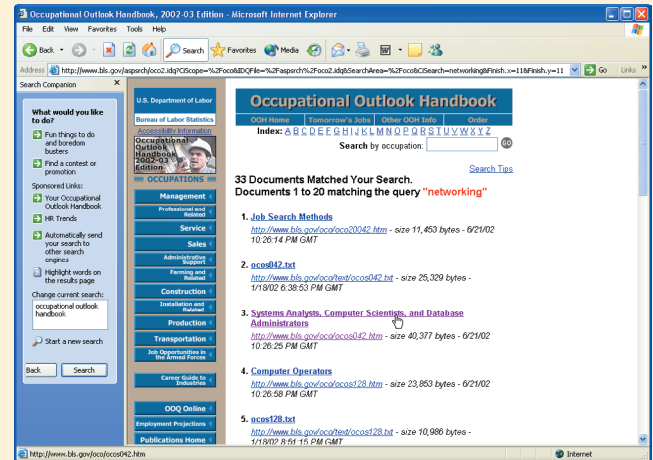 Occupational Outlook Handbook, 2002-03 Edition - Microsoft Internet Explorer
File Edit View Favorites Tools Help
Back Search Favorites Media
Address http://www.bls.gov/aspsrch/oco2.idq?CiScope=%2Foco&IDQFile=%2Faspsrch%2Foco2.idq&SearchArea=%2Foco&CiSearch=networking&Finish.x=11&Finish.y=11 Go Links »
Search Companion X
What would you like
to do?
Fun things to do
and boredom
busters
Find a contest or
promotion
Sponsored Links:
Your Occupational
Outlook Handbook
HR Trends
Automatically send
your search to
other search
engines
Highlight words on
the results page
Change current search:
occupational outlook
handbook
Start a new search
Back Search
U.S. Department of Labor
Bureau of Labor Statistics
Accessibility Information
Occupational
Outlook
Handbook
2002-03
Edition
OCCUPATIONS
Management
Professional and
Related
Service
Sales
Administrative
Support
Farming and
Related
Construction
Installation and
Related
Production
Transportation
Job Opportunities in
the Armed Forces
Career Guide to
Industries
OOQ Online
Employment Projections
Publications Home
Occupational Outlook Handbook
OOH Home Tomorrow's Jobs Other OOH Info Order
Index: A B C D E F G H I J K L M N O P Q R S T U V W X Y Z
Search by occupation: GO
Search Tips
33 Documents Matched Your Search.
Documents 1 to 20 matching the query "networking"
1. Job Search Methods
http://www.bls.gov/oco/oco20042.htm - size 11,453 bytes - 6/21/02
10:26:14 PM GMT
2. ocos042.txt
http://www.bls.gov/oco/text/ocos042.txt - size 25,329 bytes -
1/18/02 6:38:53 PM GMT
3. Systems Analysts, Computer Scientists, and Database
Administrators
http://www.bls.gov/oco/ocos042.htm - size 40,377 bytes - 6/21/02
10:26:25 PM GMT
4. Computer Operators
http://www.bls.gov/oco/ocos128.htm - size 23,853 bytes - 6/21/02
10:26:58 PM GMT
5. ocos128.txt
http://www.bls.gov/oco/text/ocos128.txt - size 10,986 bytes -
1/18/02 8:51:15 PM GMT
http://www.bls.gov/oco/ocos042.htm Internet